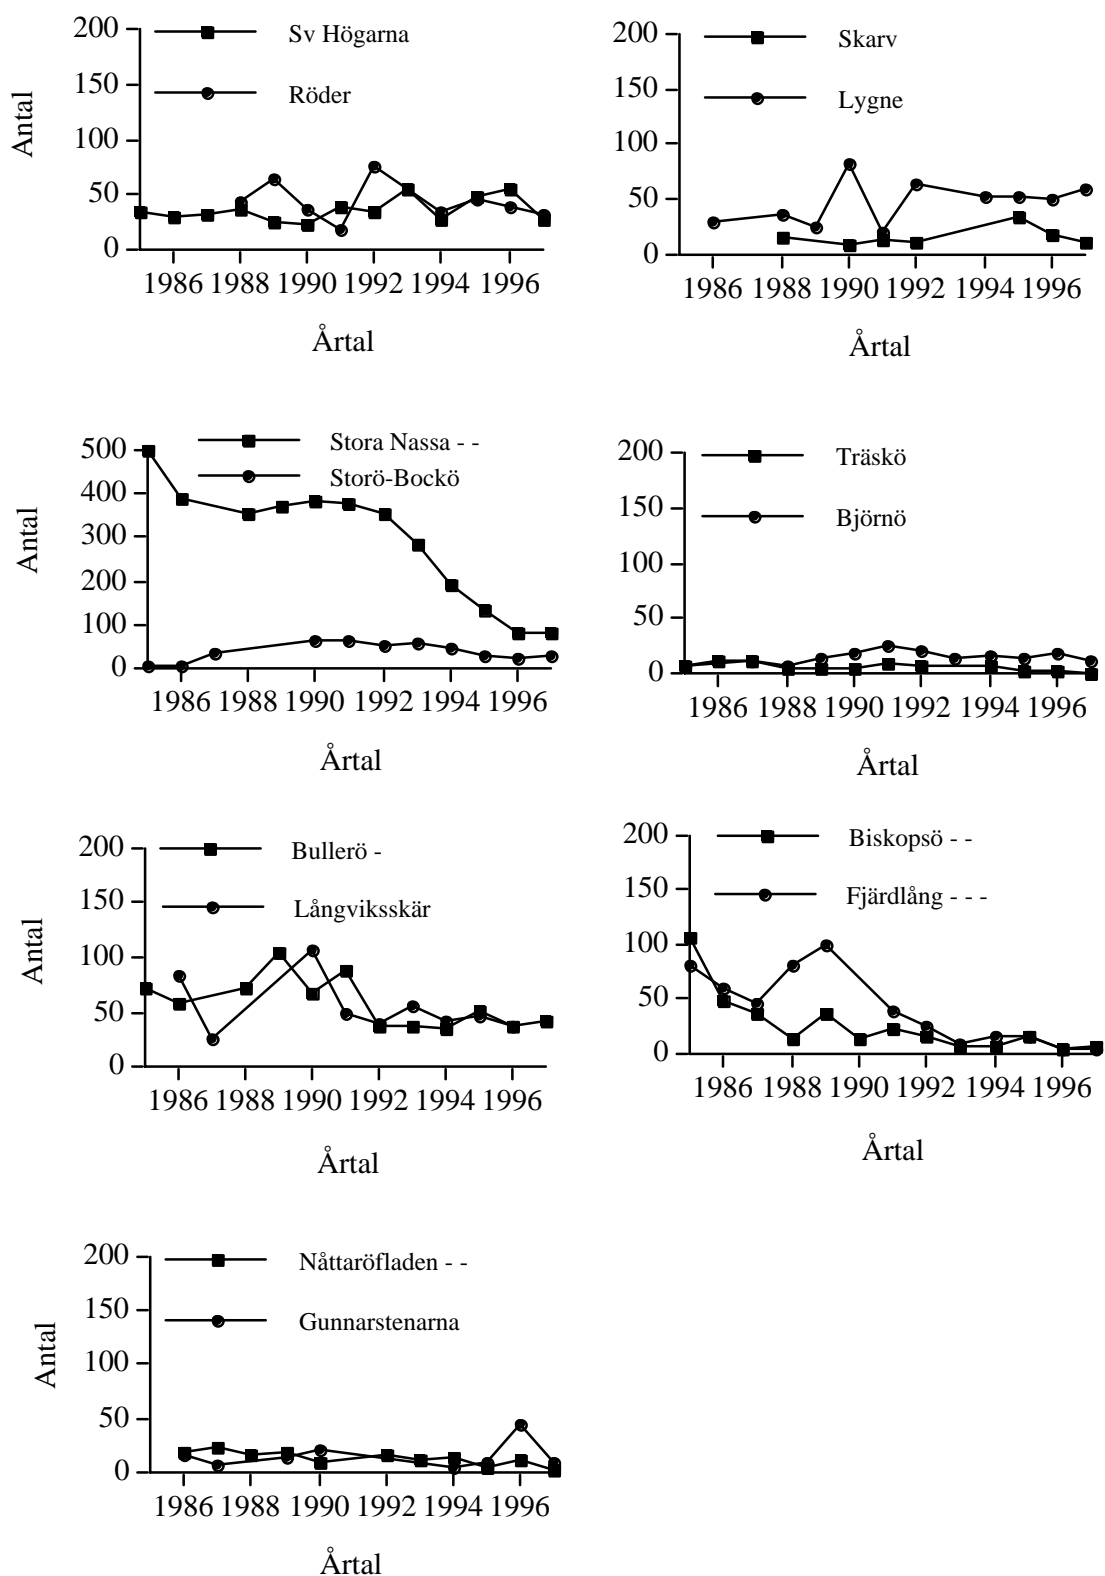 200
150
100
50
0
Antal
Sv Högarna
Röder
1986 1988 1990 1992 1994 1996
Årtal
200
150
100
50
0
Skarv
Lygne
1986 1988 1990 1992 1994 1996
Årtal
500
400
300
200
100
0
Antal
Stora Nassa - -
Storö-Bockö
1986 1988 1990 1992 1994 1996
Årtal
200
150
100
50
0
Träskö
Björnö
1986 1988 1990 1992 1994 1996
Årtal
200
150
100
50
0
Antal
Bullerö -
Långviksskär
1986 1988 1990 1992 1994 1996
Årtal
200
150
100
50
0
Biskopsö - -
Fjärdlång - - -
1986 1988 1990 1992 1994 1996
Årtal
200
150
100
50
0
Antal
Nåttaröfladen - -
Gunnarstenarna
1986 1988 1990 1992 1994 1996
Årtal